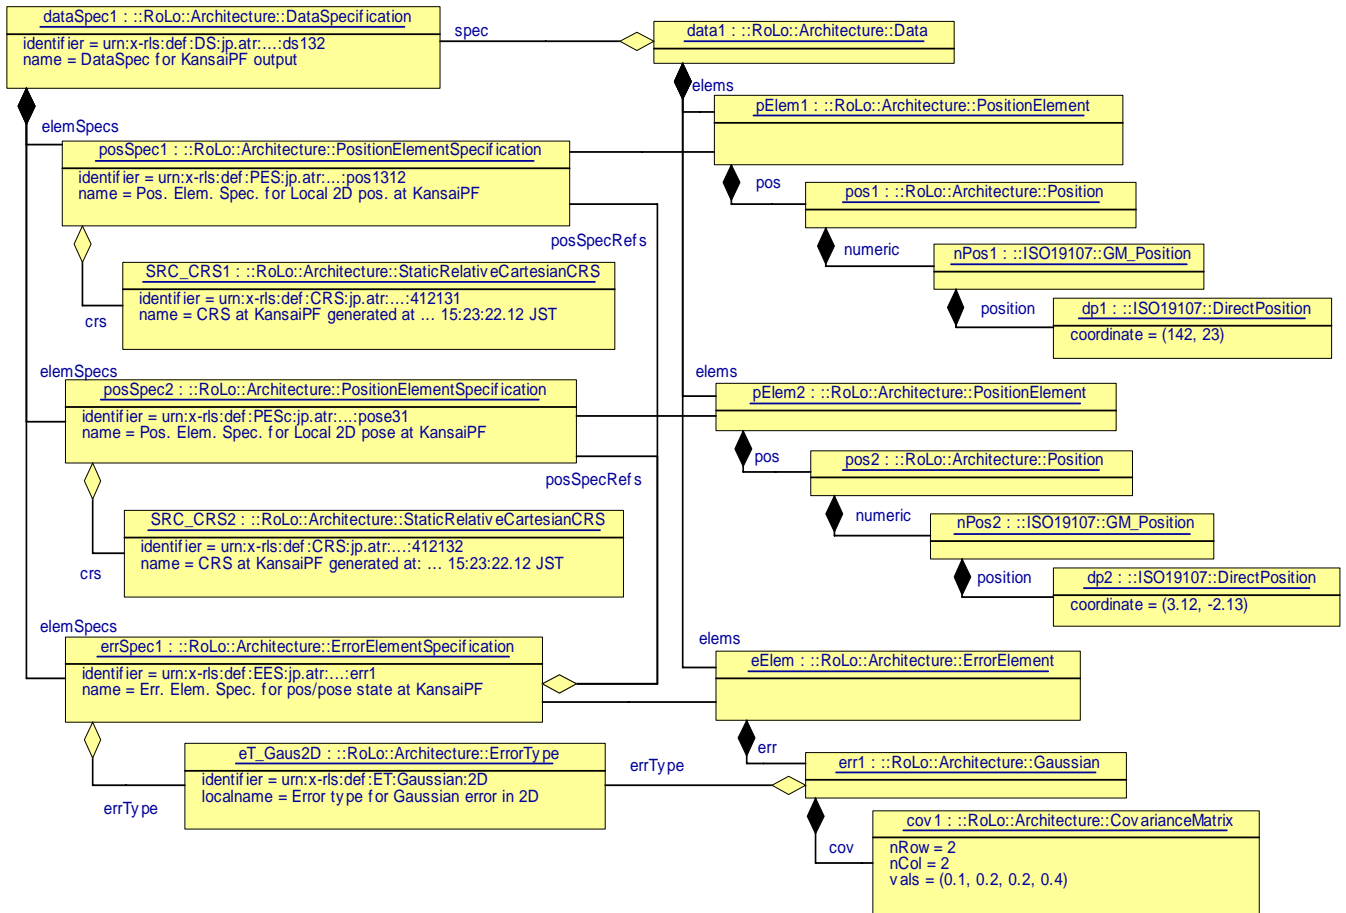 dataSpec1 : ::RoLo::Architecture::DataSpecification
identifier = urn:x-rls:def:DS:jp.atr:...:ds132
name = DataSpec for KansaiPF output
spec
data1 : ::RoLo::Architecture::Data
elems
pElem1 : ::RoLo::Architecture::PositionElement
elemSpecs
posSpec1 : ::RoLo::Architecture::PositionElementSpecification
identifier = urn:x-rls:def:PES:jp.atr:...:pos1312
name = Pos. Elem. Spec. for Local 2D pos. at KansaiPF
pos
pos1 : ::RoLo::Architecture::Position
posSpecRefs
numeric
nPos1 : ::ISO19107::GM_Position
SRC_CRS1 : ::RoLo::Architecture::StaticRelativeCartesianCRS
identifier = urn:x-rls:def:CRS:jp.atr:...:412131
name = CRS at KansaiPF generated at ... 15:23:22.12 JST
crs
position
dp1 : ::ISO19107::DirectPosition
coordinate = (142, 23)
elemSpecs
posSpec2 : ::RoLo::Architecture::PositionElementSpecification
identifier = urn:x-rls:def:PESc:jp.atr:...:pose31
name = Pos. Elem. Spec. for Local 2D pose at KansaiPF
elems
pElem2 : ::RoLo::Architecture::PositionElement
pos
pos2 : ::RoLo::Architecture::Position
posSpecRefs
numeric
nPos2 : ::ISO19107::GM_Position
SRC_CRS2 : ::RoLo::Architecture::StaticRelativeCartesianCRS
identifier = urn:x-rls:def:CRS:jp.atr:...:412132
name = CRS at KansaiPF generated at: ... 15:23:22.12 JST
crs
position
dp2 : ::ISO19107::DirectPosition
coordinate = (3.12, -2.13)
elemSpecs
errSpec1 : ::RoLo::Architecture::ErrorElementSpecification
identifier = urn:x-rls:def:EES:jp.atr:...:err1
name = Err. Elem. Spec. for pos/pose state at KansaiPF
elems
eElem : ::RoLo::Architecture::ErrorElement
err
err1 : ::RoLo::Architecture::Gaussian
eT_Gaus2D : ::RoLo::Architecture::ErrorType
identifier = urn:x-rls:def:ET:Gaussian:2D
localname = Error type for Gaussian error in 2D
errType
errType
cov
cov1 : ::RoLo::Architecture::CovarianceMatrix
nRow = 2
nCol = 2
vals = (0.1, 0.2, 0.2, 0.4)